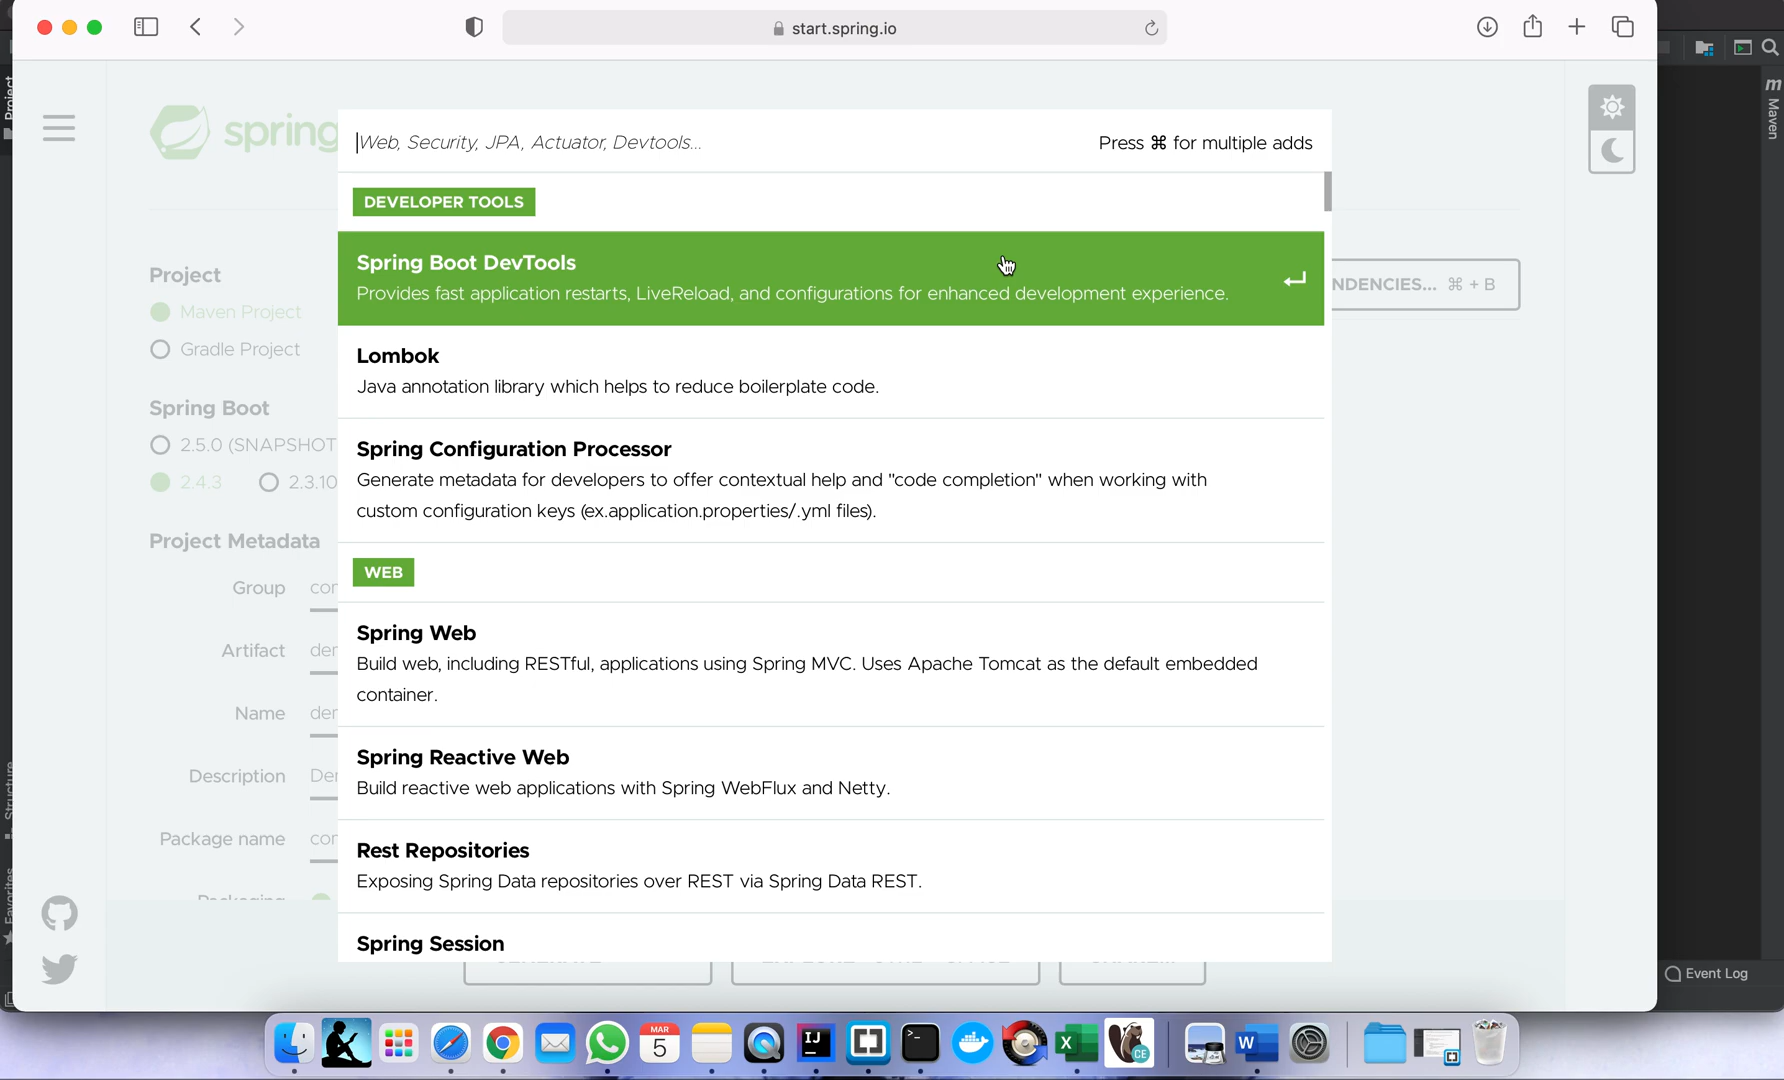 start.spring.io
Project
Maven
spring
Web, Security, JPA, Actuator, Devtools...
Press ⌘ for multiple adds
DEVELOPER TOOLS
Spring Boot DevTools
Provides fast application restarts, LiveReload, and configurations for enhanced development experience.
NDENCIES... ⌘ + B
Project
Maven Project
Gradle Project
Lombok
Java annotation library which helps to reduce boilerplate code.
Spring Boot
2.5.0 (SNAPSHOT
2.4.3
2.3.10
Spring Configuration Processor
Generate metadata for developers to offer contextual help and "code completion" when working with
custom configuration keys (ex.application.properties/.yml files).
Project Metadata
Group
Artifact
Name
Description
Package name
WEB
Spring Web
Build web, including RESTful, applications using Spring MVC. Uses Apache Tomcat as the default embedded
container.
Spring Reactive Web
Build reactive web applications with Spring WebFlux and Netty.
Rest Repositories
Exposing Spring Data repositories over REST via Spring Data REST.
Spring Session
Structure
Favorites
Event Log
MAR
5
IJ
X
CE
W